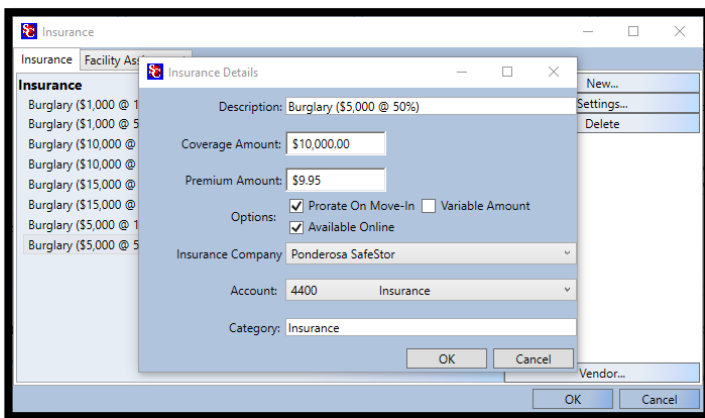 Insurance
Insurance Facility Ass
Insurance
Burglary ($1,000 @ 1
Burglary ($1,000 @ 5
Burglary ($10,000 @
Burglary ($10,000 @
Burglary ($15,000 @
Burglary ($15,000 @
Burglary ($5,000 @ 1
Burglary ($5,000 @ 5
New...
Settings...
Delete
Insurance Details
Description: Burglary ($5,000 @ 50%)
Coverage Amount: $10,000.00
Premium Amount: $9.95
Options: Prorate On Move-In Variable Amount
Available Online
Insurance Company Ponderosa SafeStor
Account: 4400 Insurance
Category: Insurance
OK Cancel
Vendor...
OK Cancel